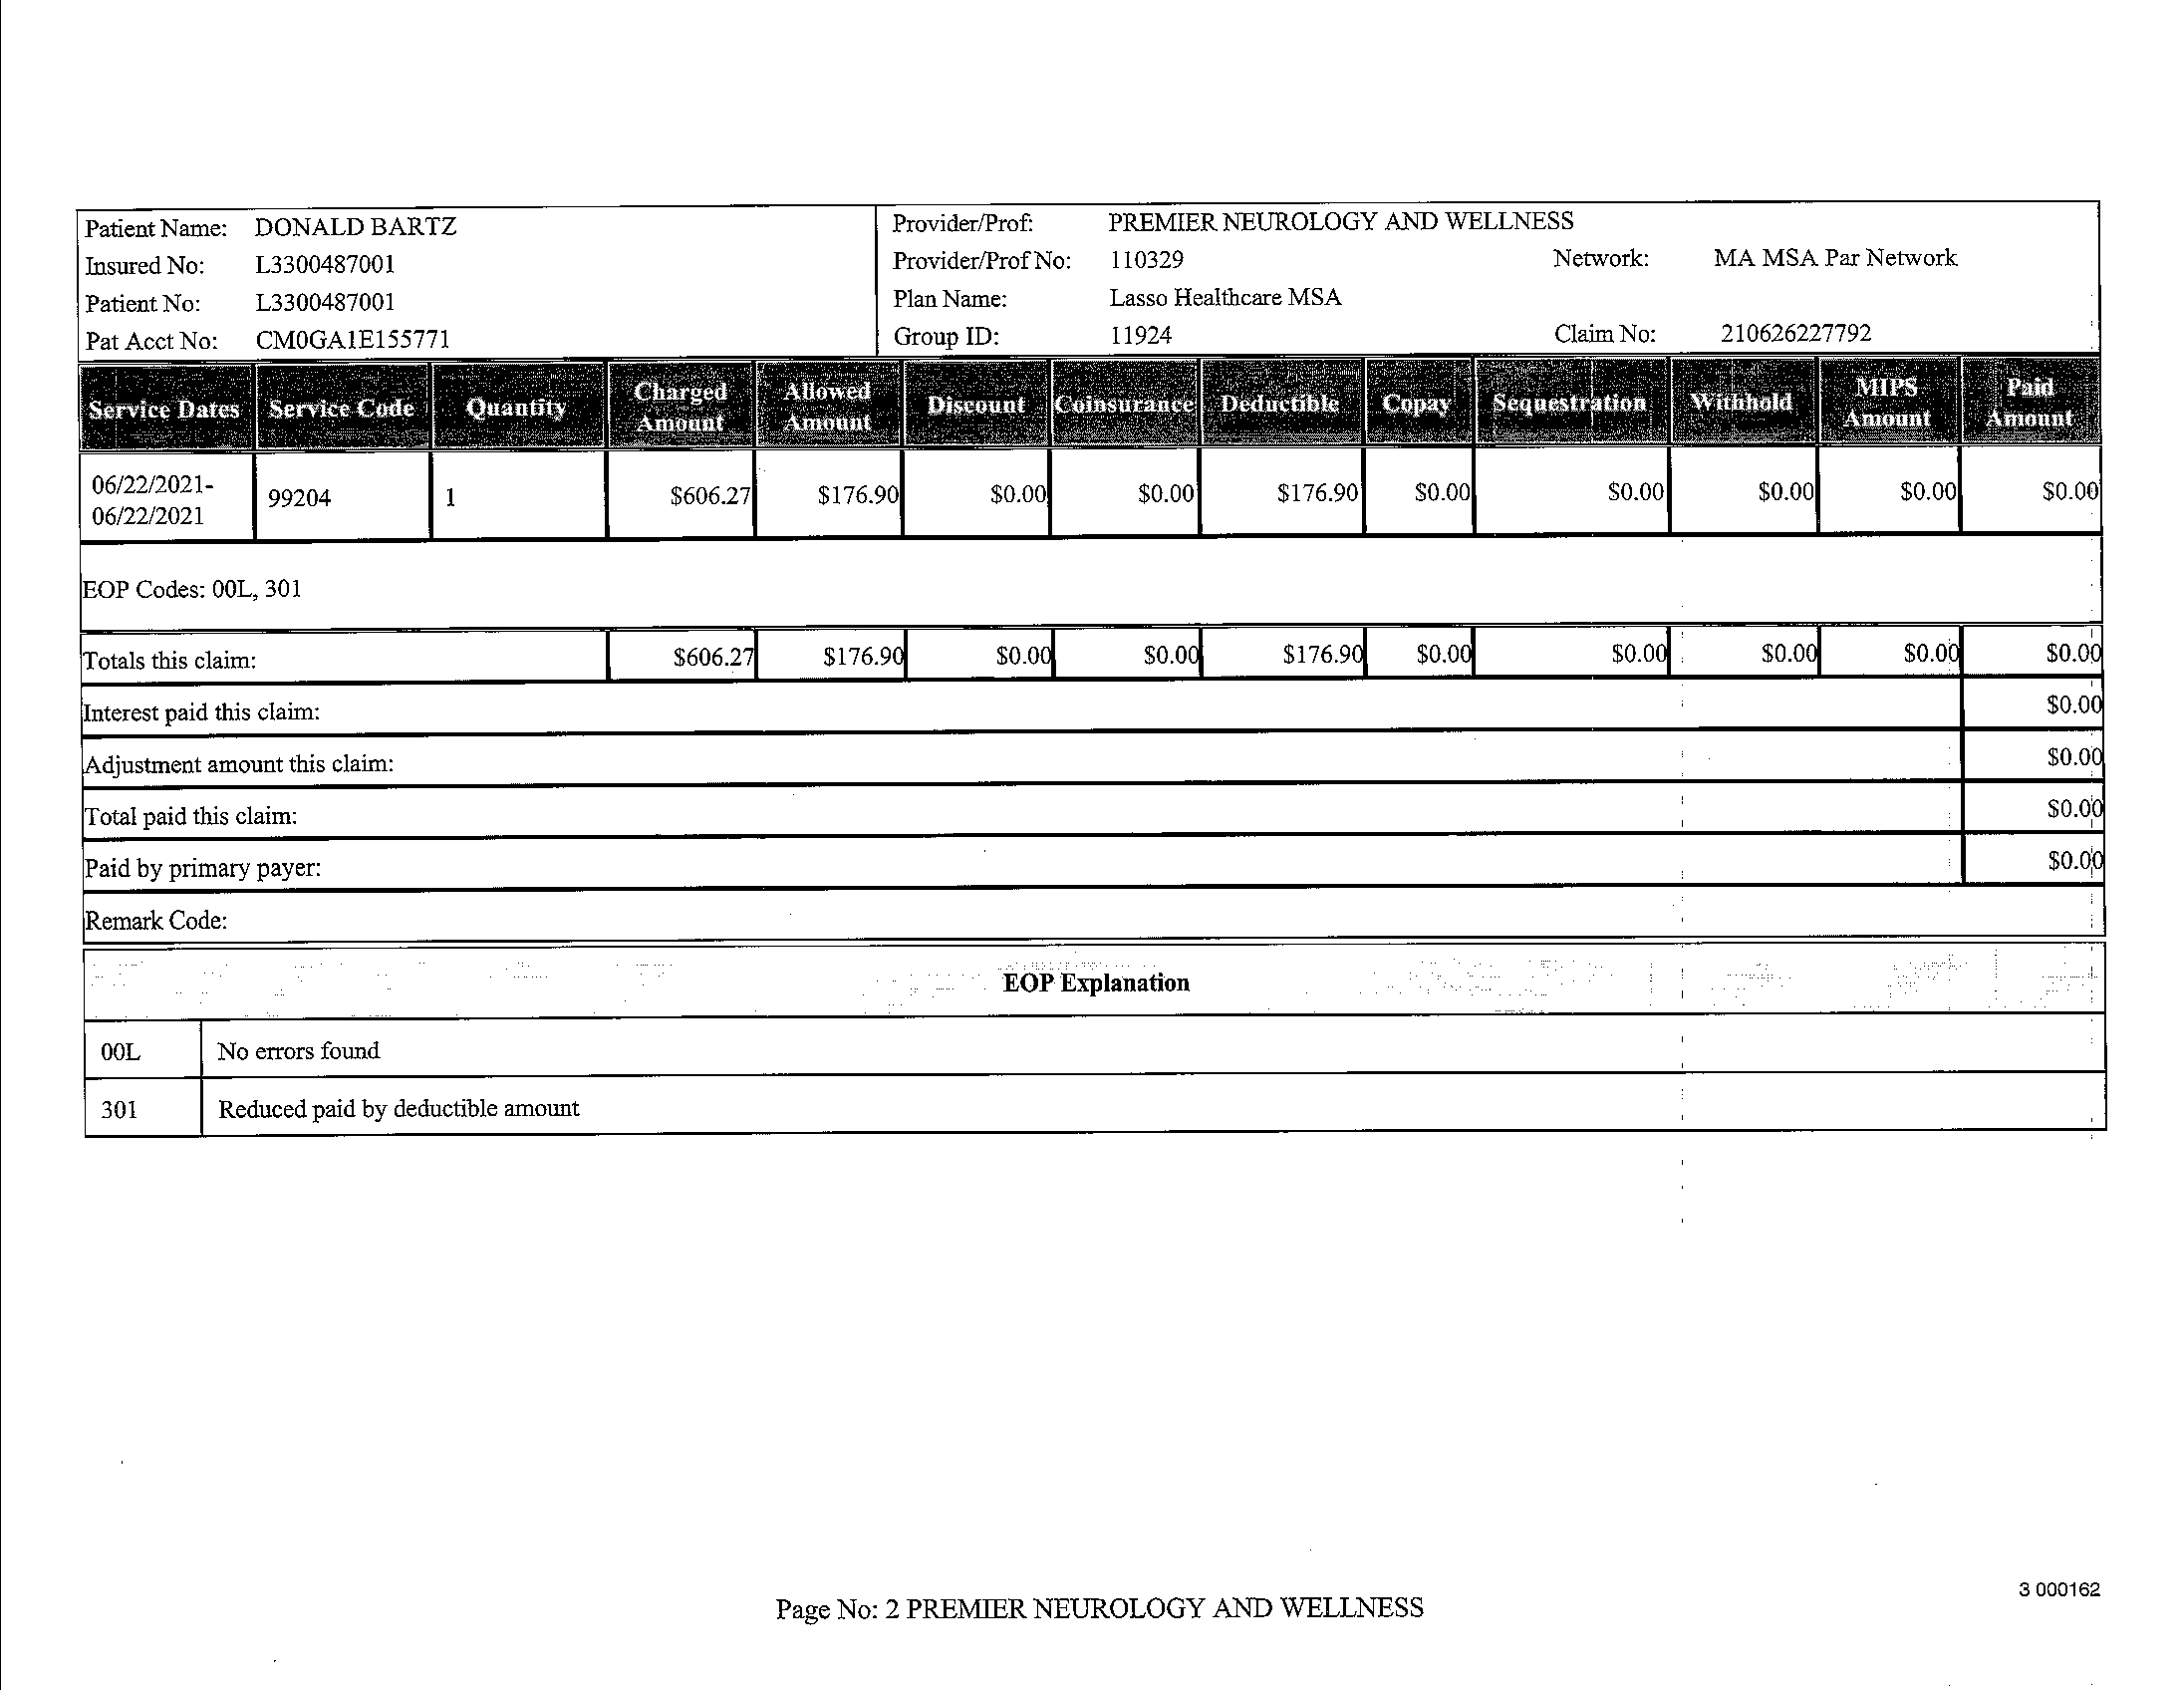 Patient Name: DONALD BARTZ
Insured No: L3300487001
Patient No: L3300487001
Pat Acct No: CM0GA1E155771
Provider/Prof: PREMIER NEUROLOGY AND WELLNESS
Provider/Prof No: 110329 Network: MA MSA Par Network
Plan Name: Lasso Healthcare MSA
Group ID: 11924 Claim No: 210626227792
Service Dates Service Code Quantity Charged Amount Allowed Amount Discount Coinsurance Deductible Copay Sequestration Withhold MIPS Amount Paid Amount
06/22/2021- 06/22/2021 99204 1 $606.27 $176.90 $0.00 $0.00 $176.90 $0.00 $0.00 $0.00 $0.00 $0.00
EOP Codes: 00L, 301
Totals this claim: $606.27 $176.90 $0.00 $0.00 $176.90 $0.00 $0.00 $0.00 $0.00 $0.00
Interest paid this claim: $0.00
Adjustment amount this claim: $0.00
Total paid this claim: $0.00
Paid by primary payer: $0.00
Remark Code:
EOP Explanation
00L No errors found
301 Reduced paid by deductible amount
3 000162
Page No: 2 PREMIER NEUROLOGY AND WELLNESS